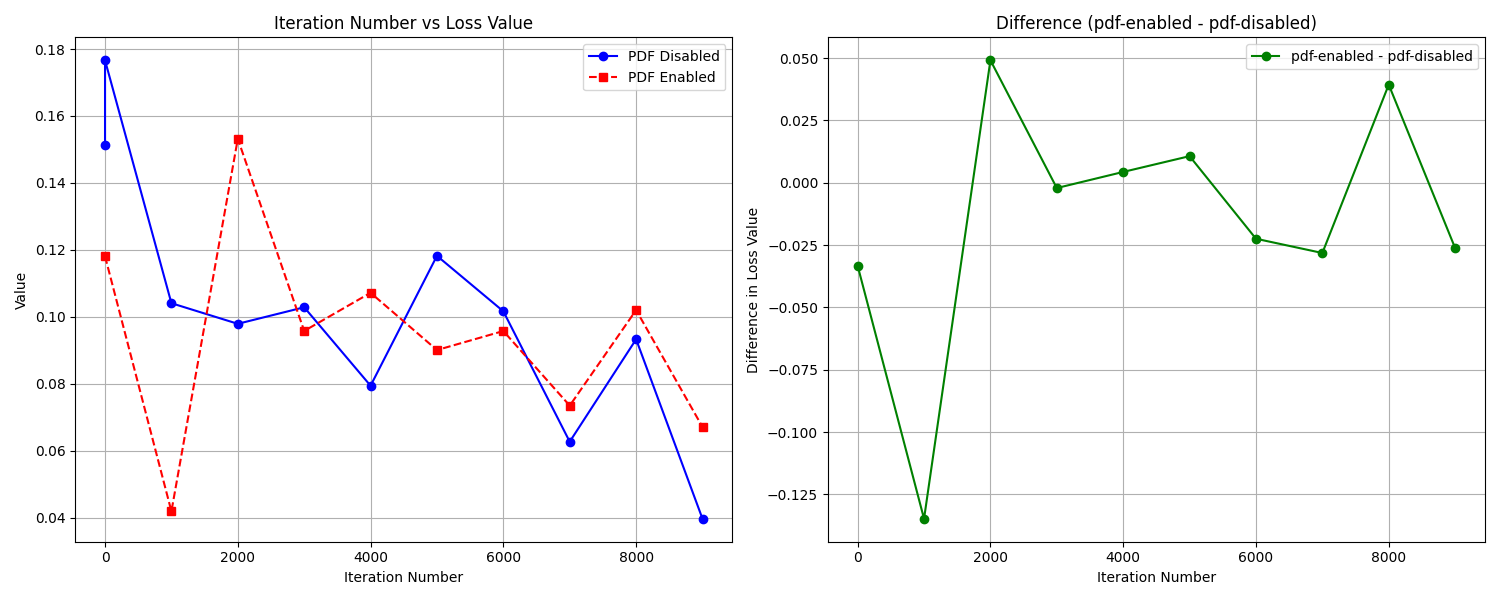 Iteration Number vs Loss Value
Value
0.18
0.16
0.14
0.12
0.10
0.08
0.06
0.04
0
2000
4000
6000
8000
Iteration Number
PDF Disabled
PDF Enabled
Difference (pdf-enabled - pdf-disabled)
Difference in Loss Value
0.050
0.025
0.000
−0.025
−0.050
−0.075
−0.100
−0.125
0
2000
4000
6000
8000
Iteration Number
pdf-enabled - pdf-disabled